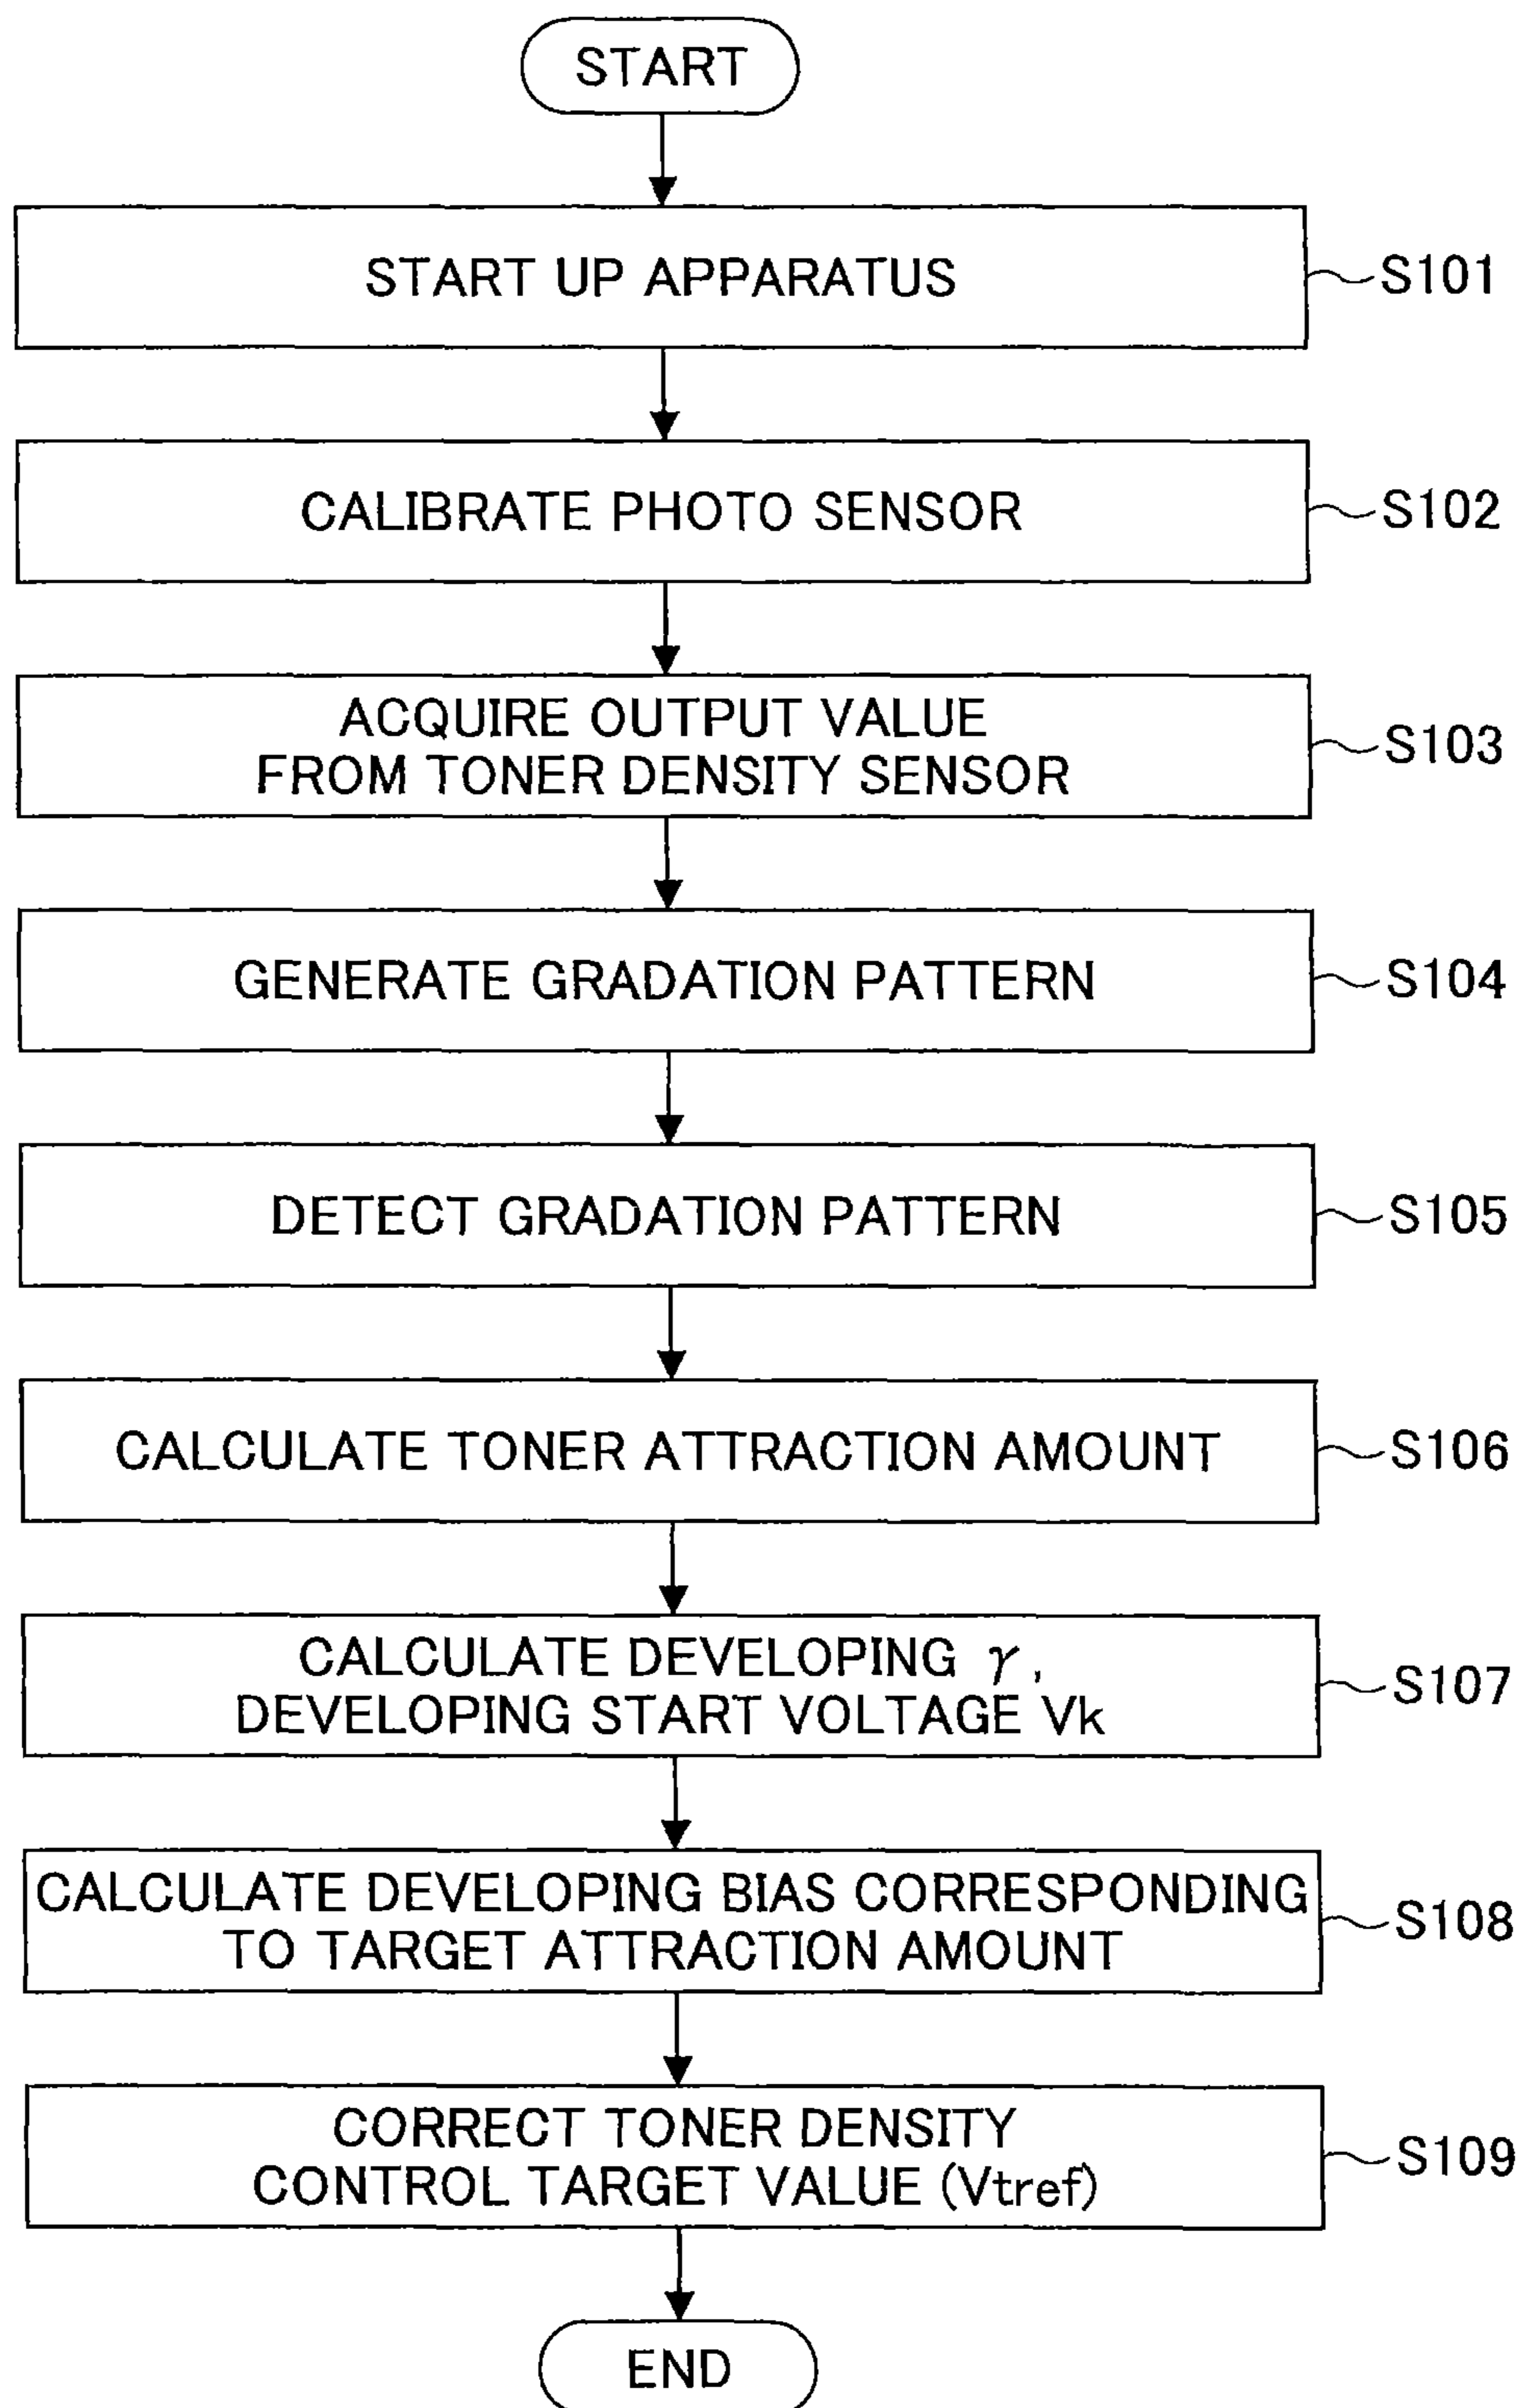 START
START UP APPARATUS
S101
CALIBRATE PHOTO SENSOR
S102
ACQUIRE OUTPUT VALUE
FROM TONER DENSITY SENSOR
S103
GENERATE GRADATION PATTERN
S104
DETECT GRADATION PATTERN
S105
CALCULATE TONER ATTRACTION AMOUNT
S106
CALCULATE DEVELOPING γ,
DEVELOPING START VOLTAGE Vk
S107
CALCULATE DEVELOPING BIAS CORRESPONDING
TO TARGET ATTRACTION AMOUNT
S108
CORRECT TONER DENSITY
CONTROL TARGET VALUE (Vtref)
S109
END